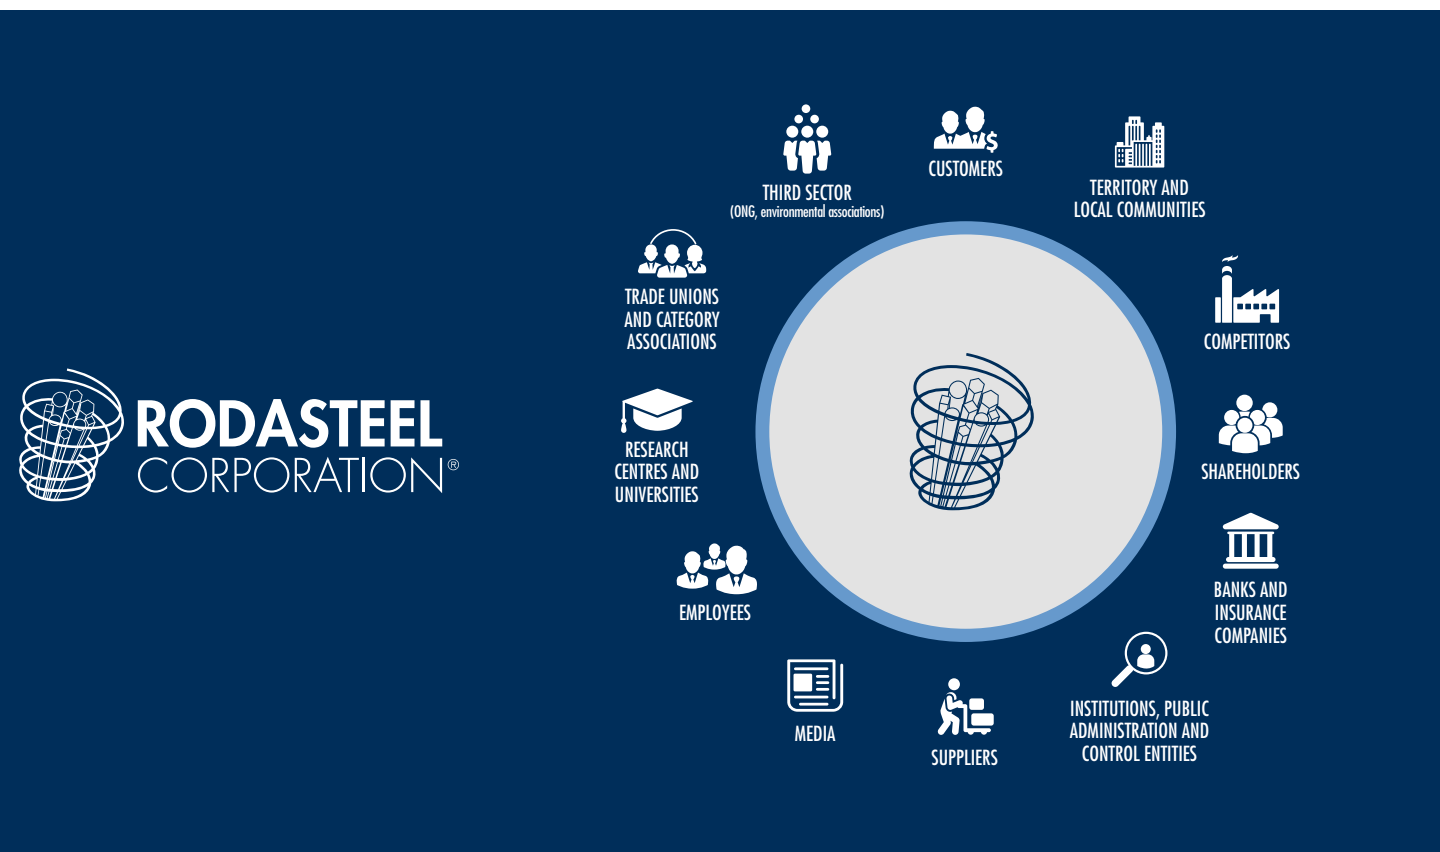 RODASTEEL
CORPORATION®
THIRD SECTOR
(ONG, environmental associations)
CUSTOMERS
$
TERRITORY AND
LOCAL COMMUNITIES
TRADE UNIONS
AND CATEGORY
ASSOCIATIONS
COMPETITORS
RESEARCH
CENTRES AND
UNIVERSITIES
SHAREHOLDERS
EMPLOYEES
BANKS AND
INSURANCE
COMPANIES
MEDIA
SUPPLIERS
INSTITUTIONS, PUBLIC
ADMINISTRATION AND
CONTROL ENTITIES